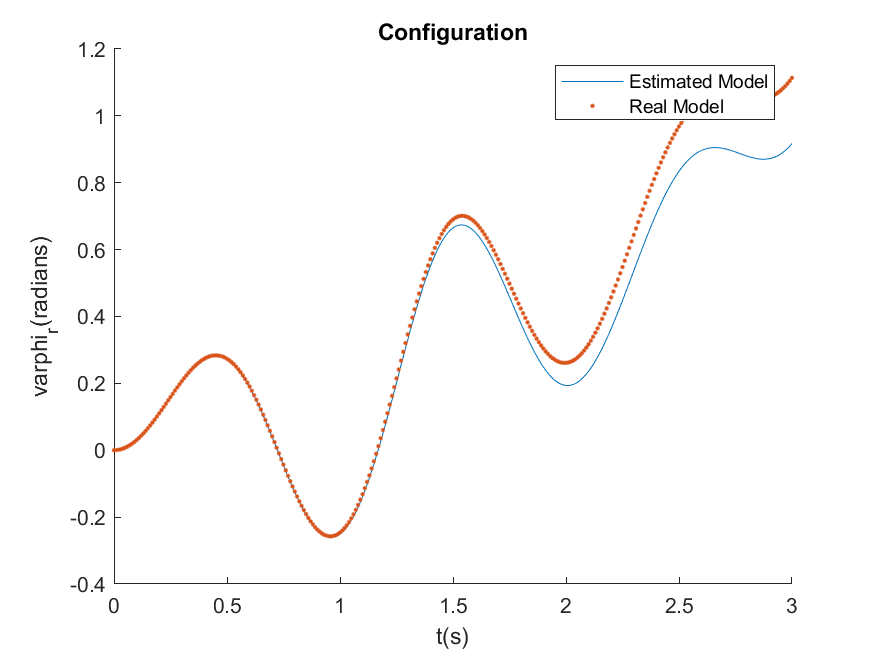 Configuration
1.2
1
0.8
0.6
0.4
0.2
0
-0.2
-0.4
varphi_r(radians)
Estimated Model
Real Model
0 0.5 1 1.5 2 2.5 3
t(s)